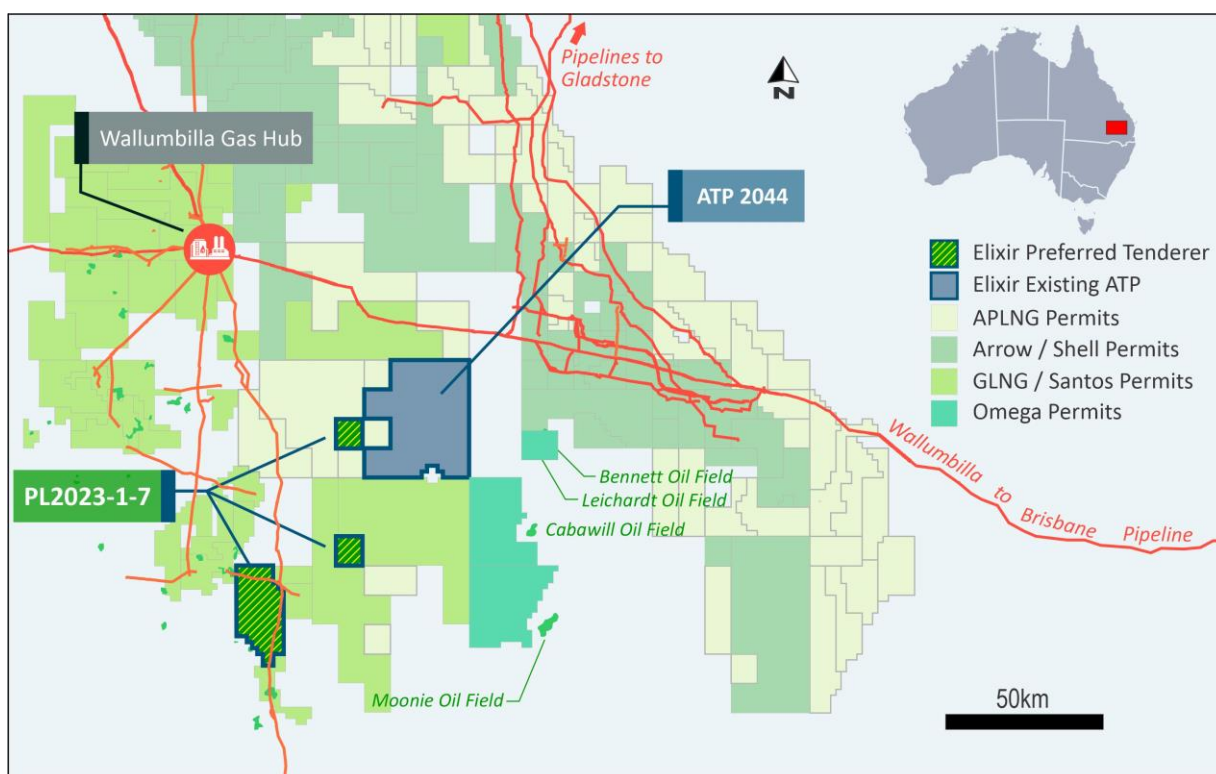 Pipelines to
Gladstone
N
Wallumbilla Gas Hub
ATP 2044
Elixir Preferred Tenderer
Elixir Existing ATP
APLNG Permits
Arrow / Shell Permits
GLNG / Santos Permits
Omega Permits
PL2023-1-7
Bennett Oil Field
Leichardt Oil Field
Cabawill Oil Field
Wallumbilla to Brisbane Pipeline
Moonie Oil Field
50km